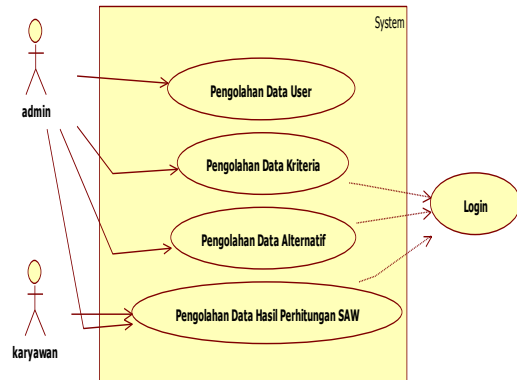 System
admin
Pengolahan Data User
Pengolahan Data Kriteria
Login
Pengolahan Data Alternatif
Pengolahan Data Hasil Perhitungan SAW
karyawan